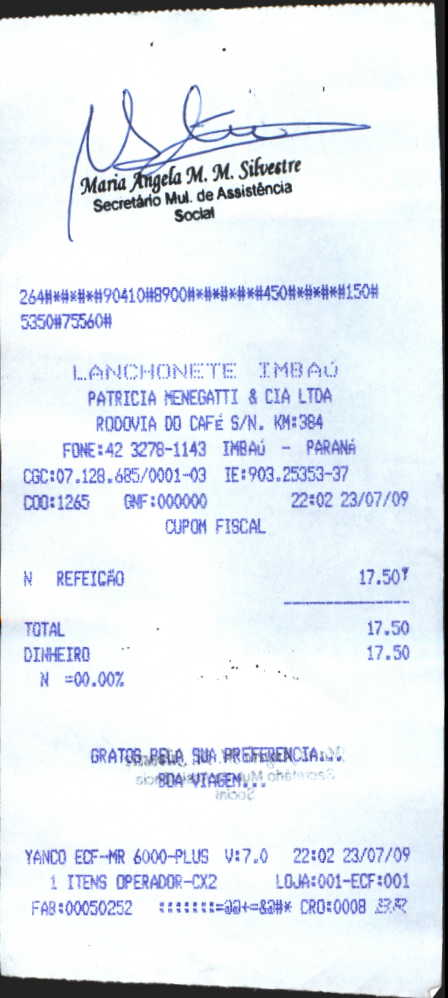 Maria Angela M. M. Silvestre
Secretário Mul. de Assistência
Social
264#*#*#*#90410#8900#*#*#*#*#450#*#*#*#150#
5350#75560#
LANCHONETE IMBAÚ
PATRICIA MENEGATTI & CIA LTDA
RODOVIA DO CAFÉ S/N. KM:384
FONE:42 3278-1143 IMBAÚ - PARANÁ
CGC:07.128.685/0001-03 IE:903.25353-37
COO:1265 GNF:000000 22:02 23/07/09
CUPOM FISCAL
N REFEIÇÃO 17.50
TOTAL 17.50
DINHEIRO 17.50
N =00.00%
GRATOS PELA SUA PREFERENCIA...
BOA VIAGEM...
YANCO ECF-MR 6000-PLUS V:7.0 22:02 23/07/09
1 ITENS OPERADOR-CX2 LOJA:001-ECF:001
FAB:00050252 CRO:0008